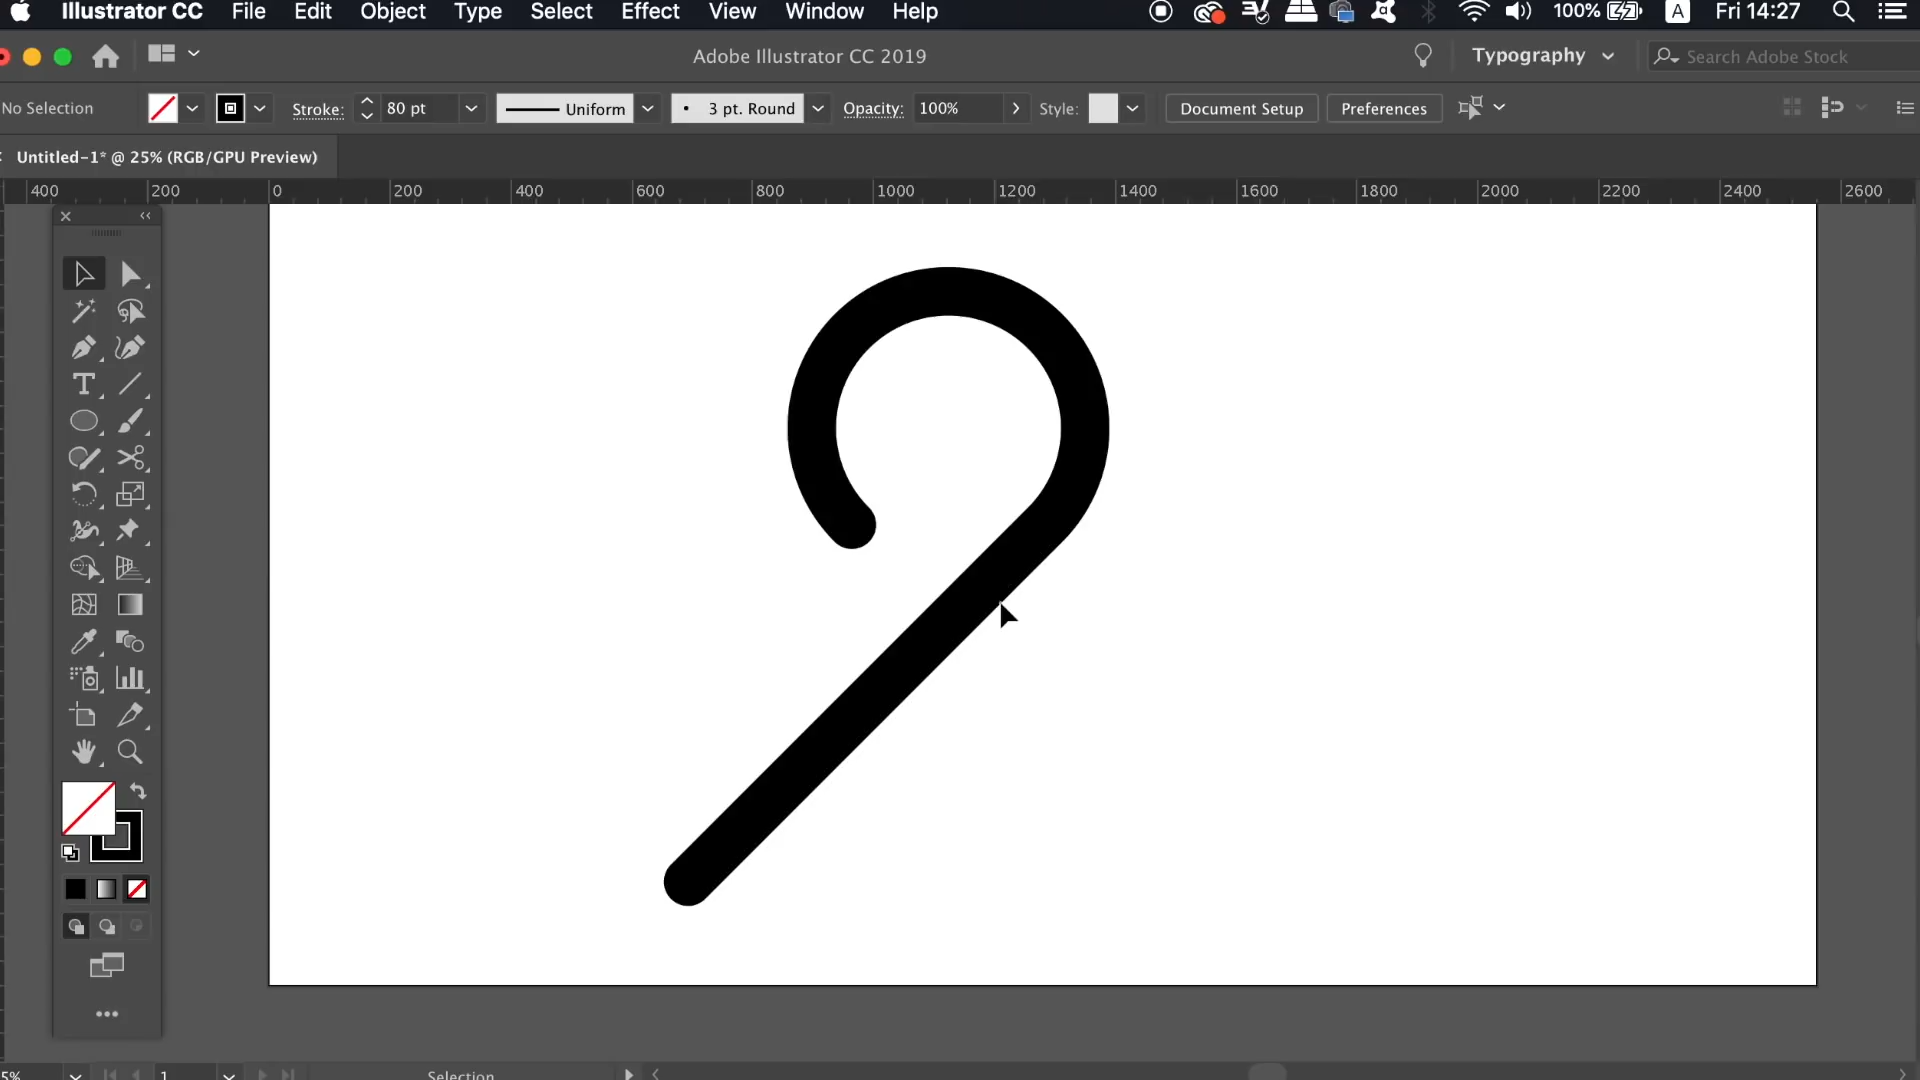 Illustrator CC File Edit Object Type Select Effect View Window Help 100% A Fri 14:27
Adobe Illustrator CC 2019 Typography Search Adobe Stock
No Selection Stroke: 80 pt Uniform 3 pt. Round Opacity: 100% Style: Document Setup Preferences
Untitled-1* @ 25% (RGB/GPU Preview)
400 200 0 200 400 600 800 1000 1200 1400 1600 1800 2000 2200 2400 2600
5% 1 Selection